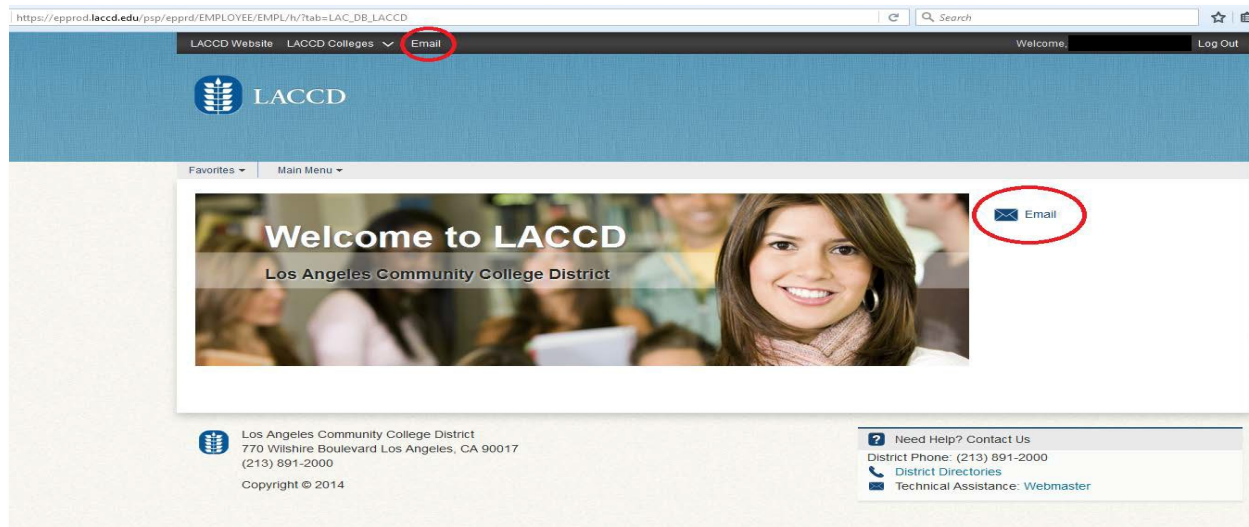 https://epprod.laccd.edu/psp/epprd/EMPLOYEE/EMPL/h/?tab=LAC_DB_LACCD
Search
LACCD Website LACCD Colleges Email
Welcome,
Log Out
LACCD
Favorites Main Menu
Welcome to LACCD
Los Angeles Community College District
Email
Los Angeles Community College District
770 Wilshire Boulevard Los Angeles, CA 90017
(213) 891-2000
Copyright © 2014
? Need Help? Contact Us
District Phone: (213) 891-2000
District Directories
Technical Assistance: Webmaster